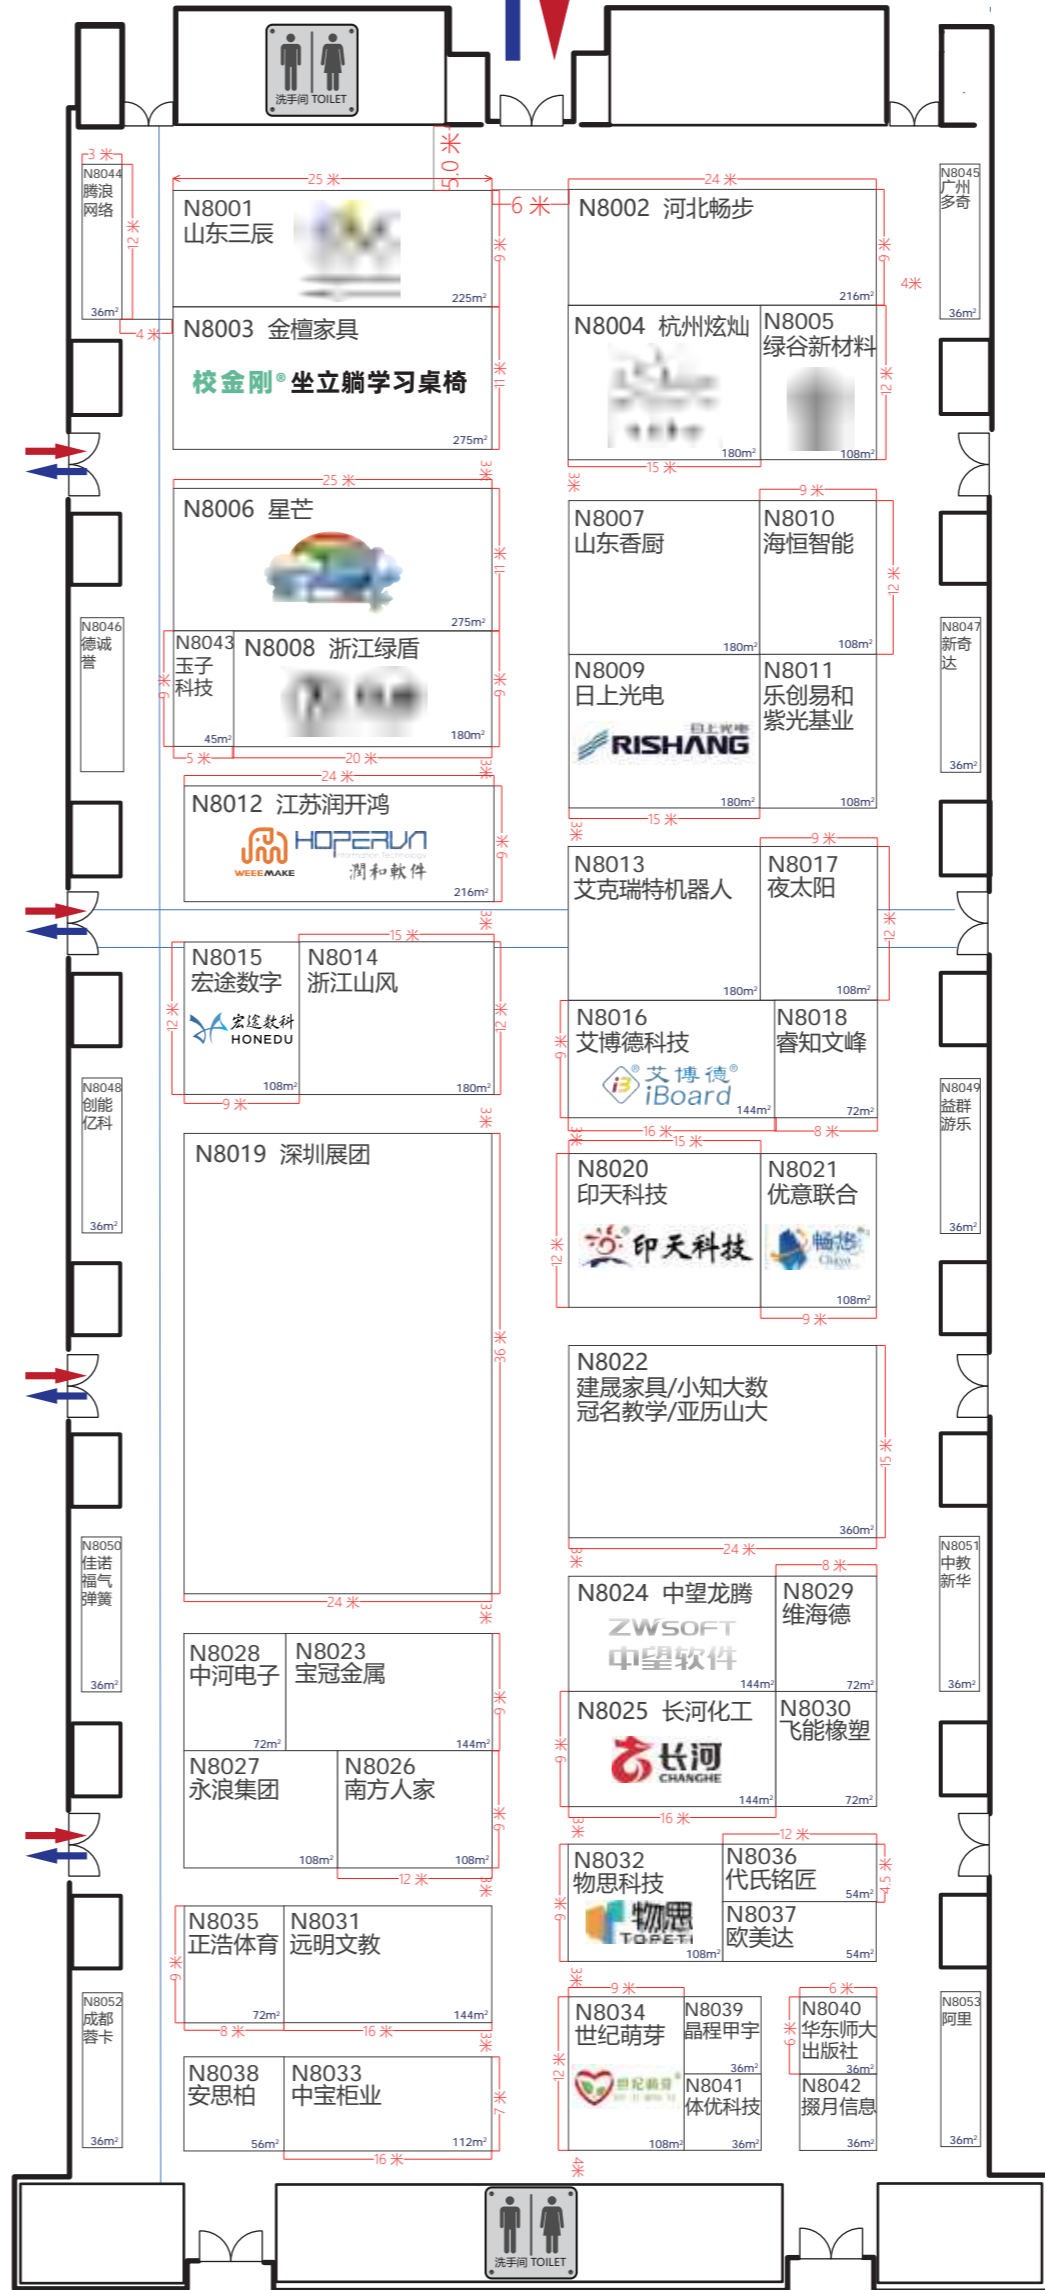 洗手间 TOILET
5.0 米
3 米
N8044
腾浪
网络
12 米
36m²
4 米
25 米
N8001
山东三辰
9 米
225m²
6 米
N8003 金檀家具
校金刚® 坐立躺学习桌椅
11 米
275m²
3米
24 米
N8002 河北畅步
9 米
216m²
4米
N8004 杭州炫灿
180m²
15 米
N8005
绿谷新材料
12 米
108m²
3米
N8045
广州
多奇
36m²
25 米
N8006 星芒
11 米
275m²
N8043
玉子
科技
9 米
45m²
5 米
N8008 浙江绿盾
9 米
180m²
20 米
3米
9 米
N8007
山东香厨
180m²
N8010
海恒智能
12 米
108m²
N8009
日上光电
日上光电
RISHANG
180m²
15 米
N8011
乐创易和
紫光基业
108m²
3米
N8046
德诚
誉
N8047
新奇
达
36m²
24 米
N8012 江苏润开鸿
WEEEMAKE
HOPERUN
Information Technology
潤和軟件
9 米
216m²
3米
9 米
N8013
艾克瑞特机器人
180m²
N8017
夜太阳
12 米
108m²
15 米
N8015
宏途数字
宏途数科
HONEDU
12 米
108m²
9 米
N8014
浙江山风
12 米
180m²
3米
N8016
艾博德科技
艾博德®
iBoard
9 米
144m²
16 米
N8018
睿知文峰
72m²
8 米
3米
N8048
创能
亿科
36m²
N8049
益群
游乐
36m²
N8019 深圳展团
36 米
24 米
3米
15 米
N8020
印天科技
印天科技
12 米
N8021
优意联合
畅悠
Chayo
108m²
9 米
N8022
建晟家具/小知大数
冠名教学/亚历山大
15 米
360m²
24 米
3米
N8050
佳诺
福气
弹簧
36m²
N8051
中教
新华
36m²
8 米
N8024 中望龙腾
ZWSOFT
中望软件
144m²
N8029
维海德
72m²
N8025 长河化工
长河
CHANGHE
9 米
144m²
16 米
N8030
飞能橡塑
72m²
3米
N8028
中河电子
72m²
N8023
宝冠金属
9 米
144m²
N8027
永浪集团
108m²
N8026
南方人家
9 米
108m²
12 米
3米
12 米
N8032
物思科技
物思
TOPETI
9 米
108m²
N8036
代氏铭匠
4.5 米
54m²
N8037
欧美达
54m²
3米
N8035
正浩体育
9 米
72m²
8 米
N8031
远明文教
144m²
16 米
3米
N8052
成都
蓉卡
36m²
N8053
阿里
36m²
9 米
N8034
世纪萌芽
世纪萌芽®
12 米
108m²
N8039
晶程甲宇
36m²
N8041
体优科技
36m²
6 米
N8040
华东师大
出版社
6 米
36m²
N8042
掇月信息
36m²
4米
N8038
安思柏
56m²
N8033
中宝柜业
7 米
112m²
16 米
洗手间 TOILET